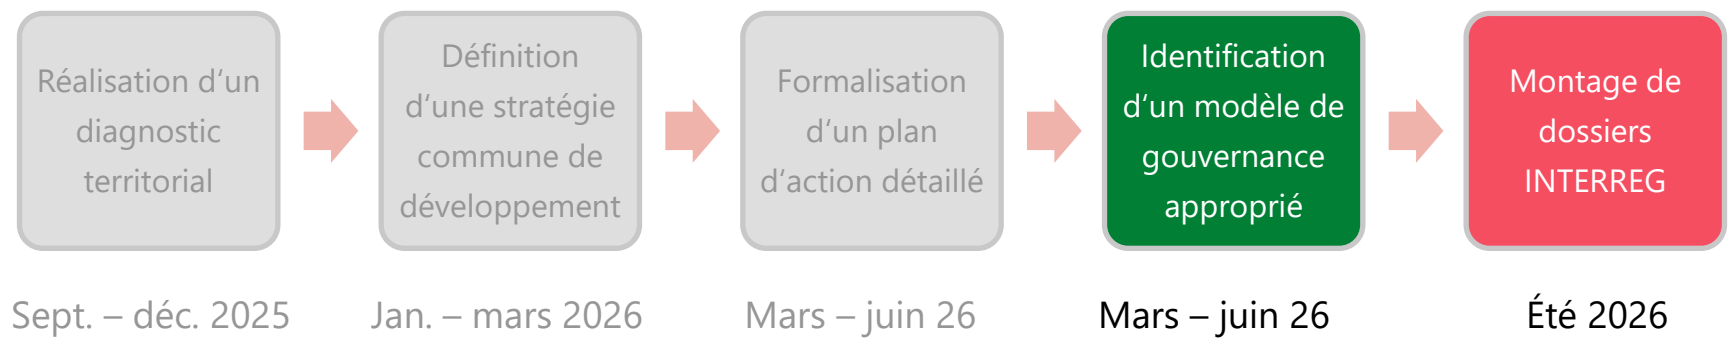 Réalisation d‘un
diagnostic
territorial
Définition
d‘une stratégie
commune de
développement
Formalisation
d‘un plan
d‘action détaillé
Identification
d‘un modèle de
gouvernance
approprié
Montage de
dossiers
INTERREG
Sept. – déc. 2025
Jan. – mars 2026
Mars – juin 26
Mars – juin 26
Été 2026